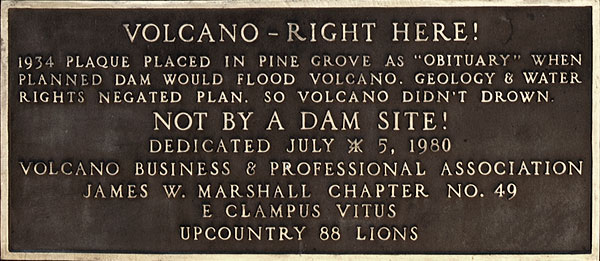 VOLCANO - RIGHT HERE!
1934 PLAQUE PLACED IN PINE GROVE AS "OBITUARY" WHEN
PLANNED DAM WOULD FLOOD VOLCANO. GEOLOGY & WATER
RIGHTS NEGATED PLAN. SO VOLCANO DIDN'T DROWN.
NOT BY A DAM SITE!
DEDICATED JULY 5, 1980
VOLCANO BUSINESS & PROFESSIONAL ASSOCIATION
JAMES W. MARSHALL CHAPTER NO. 49
E CLAMPUS VITUS
UPCOUNTRY 88 LIONS